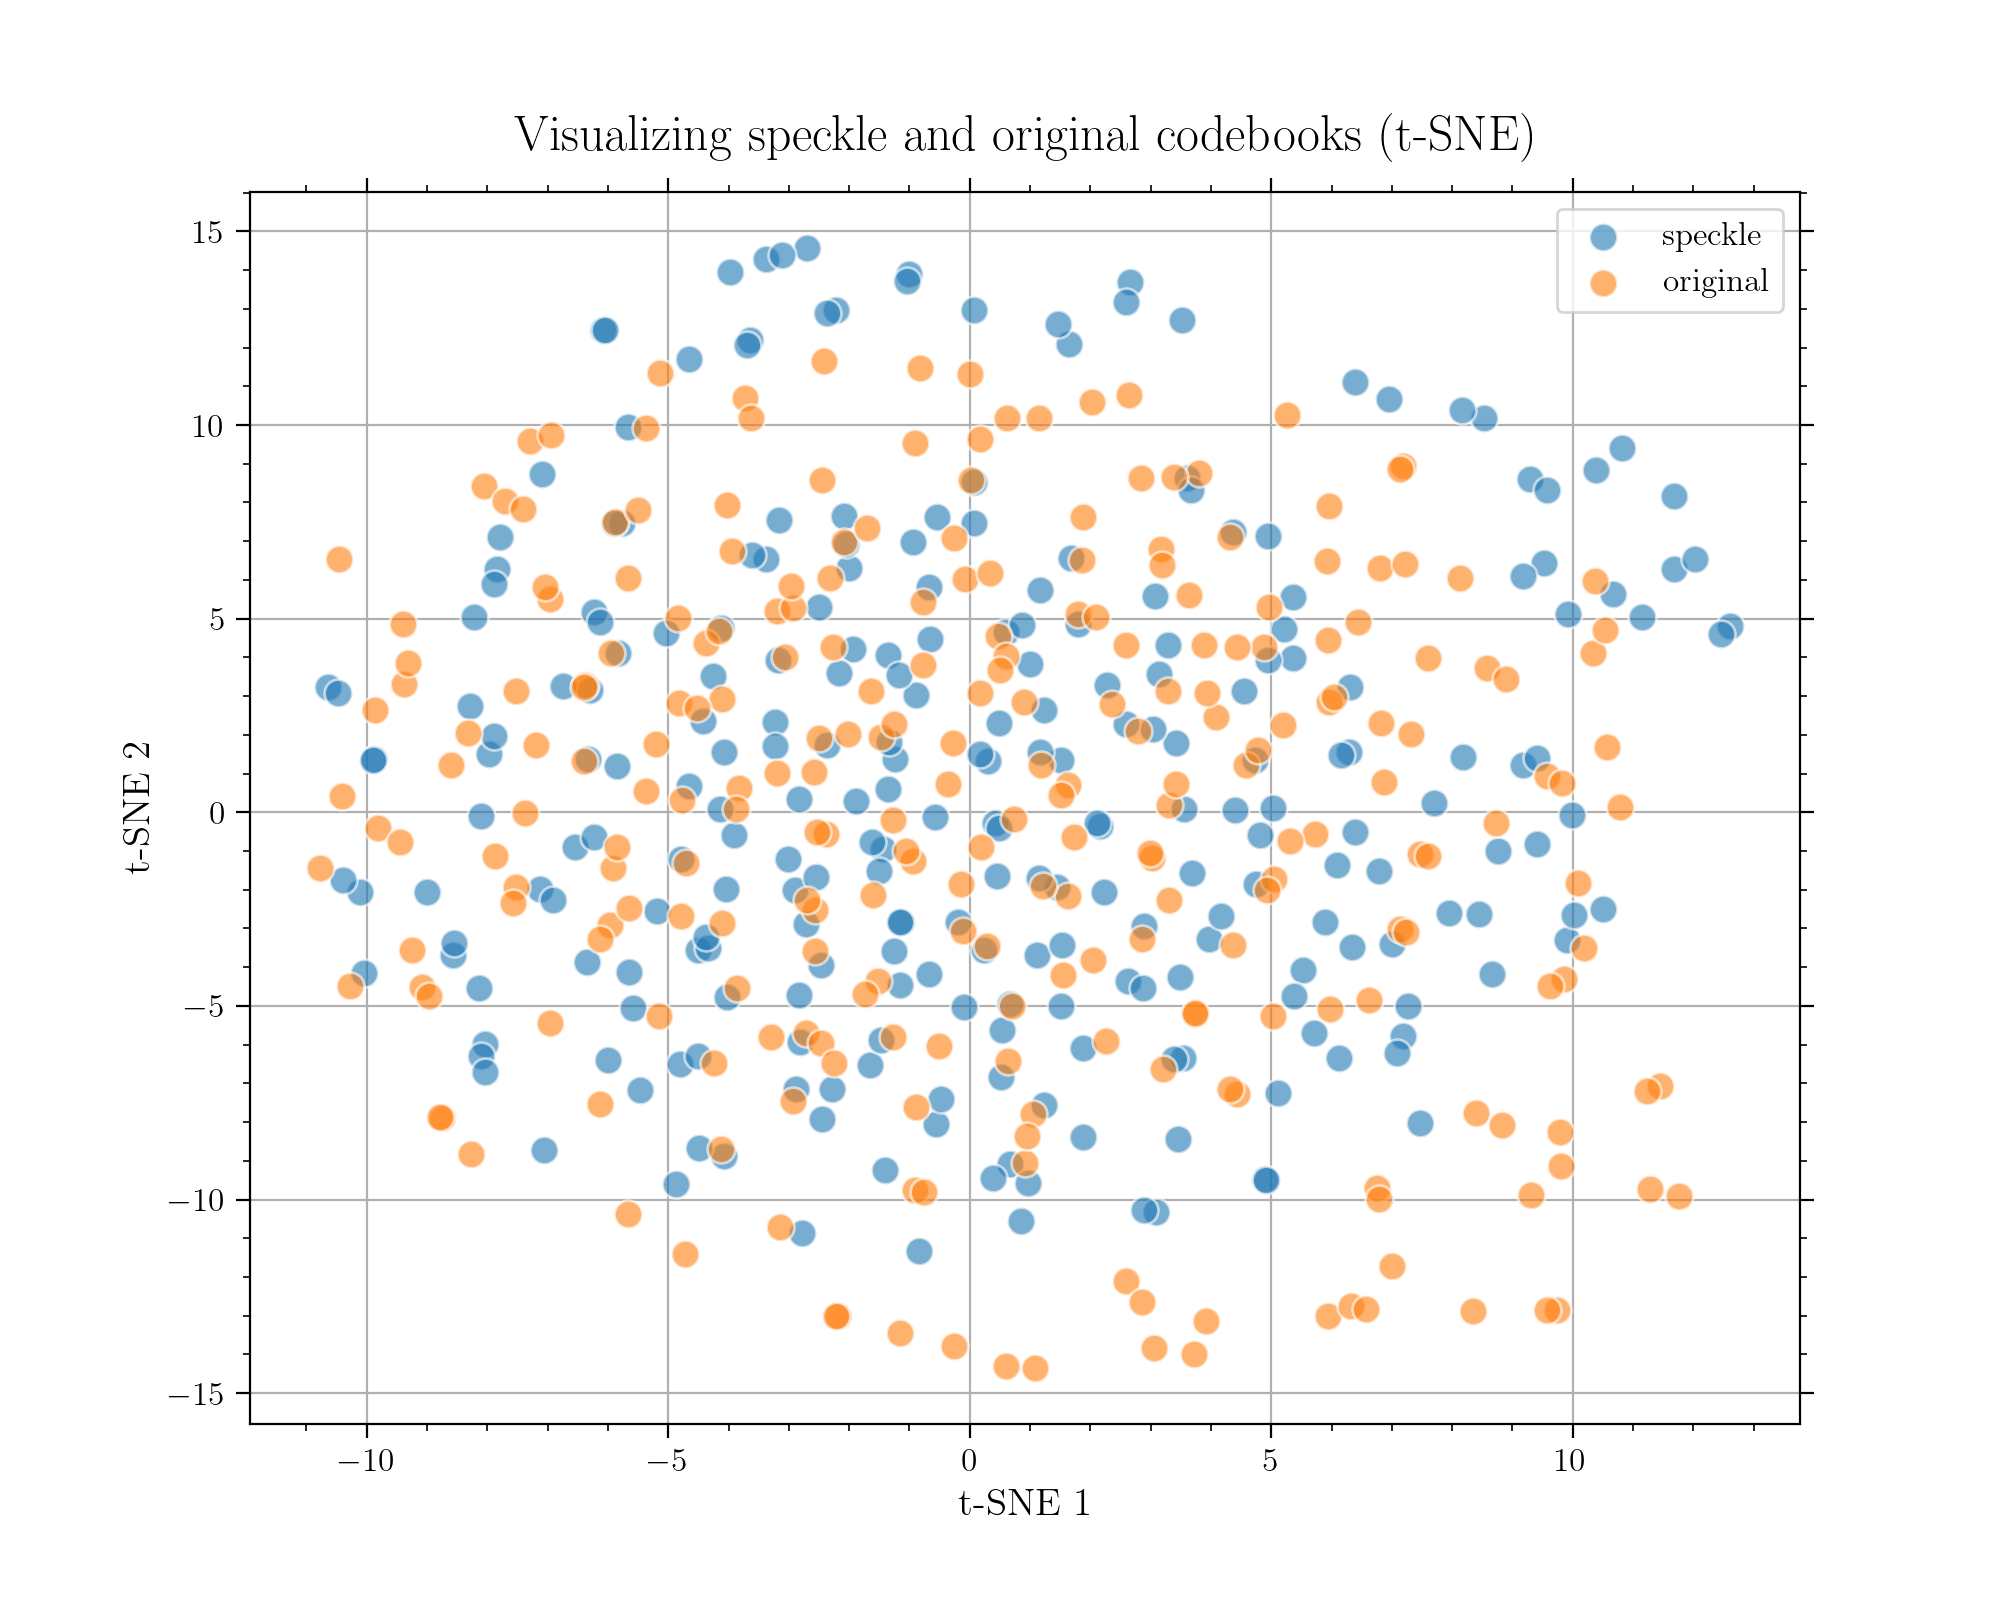 Visualizing speckle and original codebooks (t-SNE)
speckle
original
15
10
5
0
−5
−10
−15
t-SNE 2
−10
−5
0
5
10
t-SNE 1